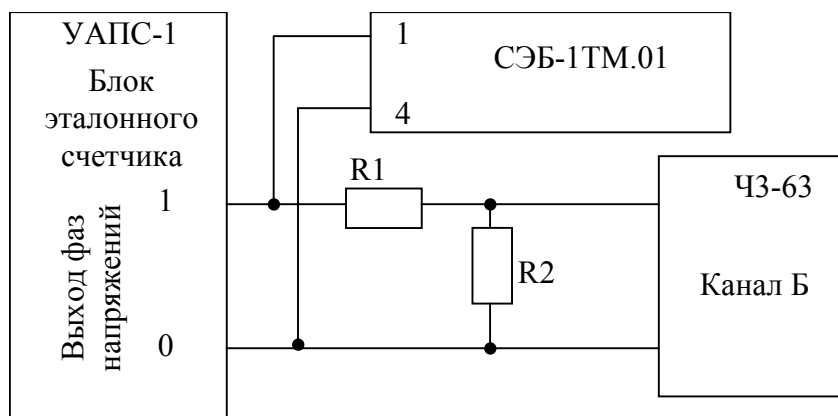 УАПС-1
Блок
эталонного
счетчика
1
Выход фаз
напряжений
0
1
СЭБ-1ТМ.01
4
R1
R2
Ч3-63
Канал Б